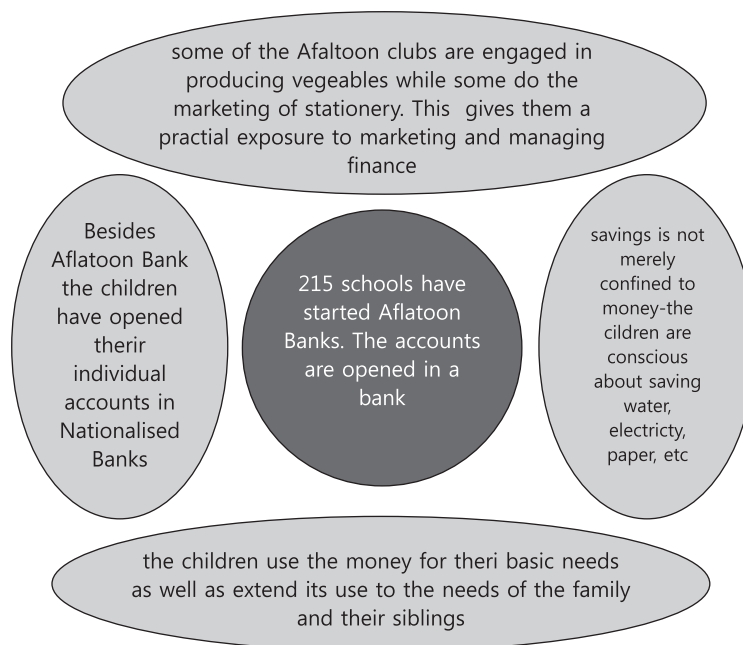 some of the Afaltoon clubs are engaged in
producing vegeables while some do the
marketing of stationery. This gives them a
practial exposure to marketing and managing
finance
Besides
Aflatoon Bank
the children
have opened
therir
individual
accounts in
Nationalised
Banks
215 schools have
started Aflatoon
Banks. The accounts
are opened in a
bank
savings is not
merely
confined to
money-the
cildren are
conscious
about saving
water,
electricty,
paper, etc
the children use the money for theri basic needs
as well as extend its use to the needs of the family
and their siblings